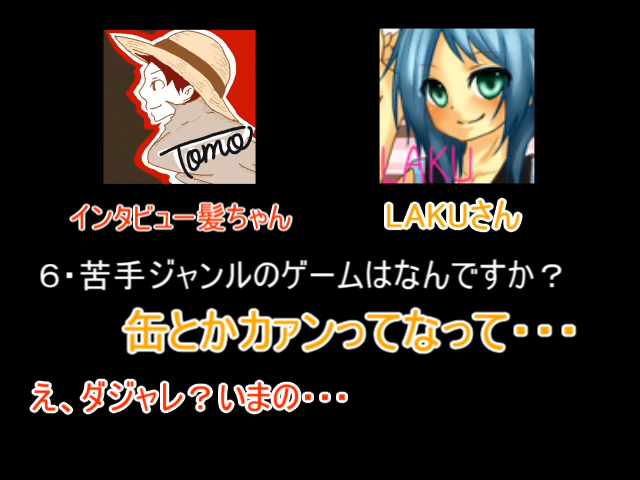 Tomo
LAKU
インタビュー髪ちゃん
LAKUさん
6・苦手ジャンルのゲームはなんですか？
缶とかカァンってなって・・・
え、ダジャレ？いまの・・・